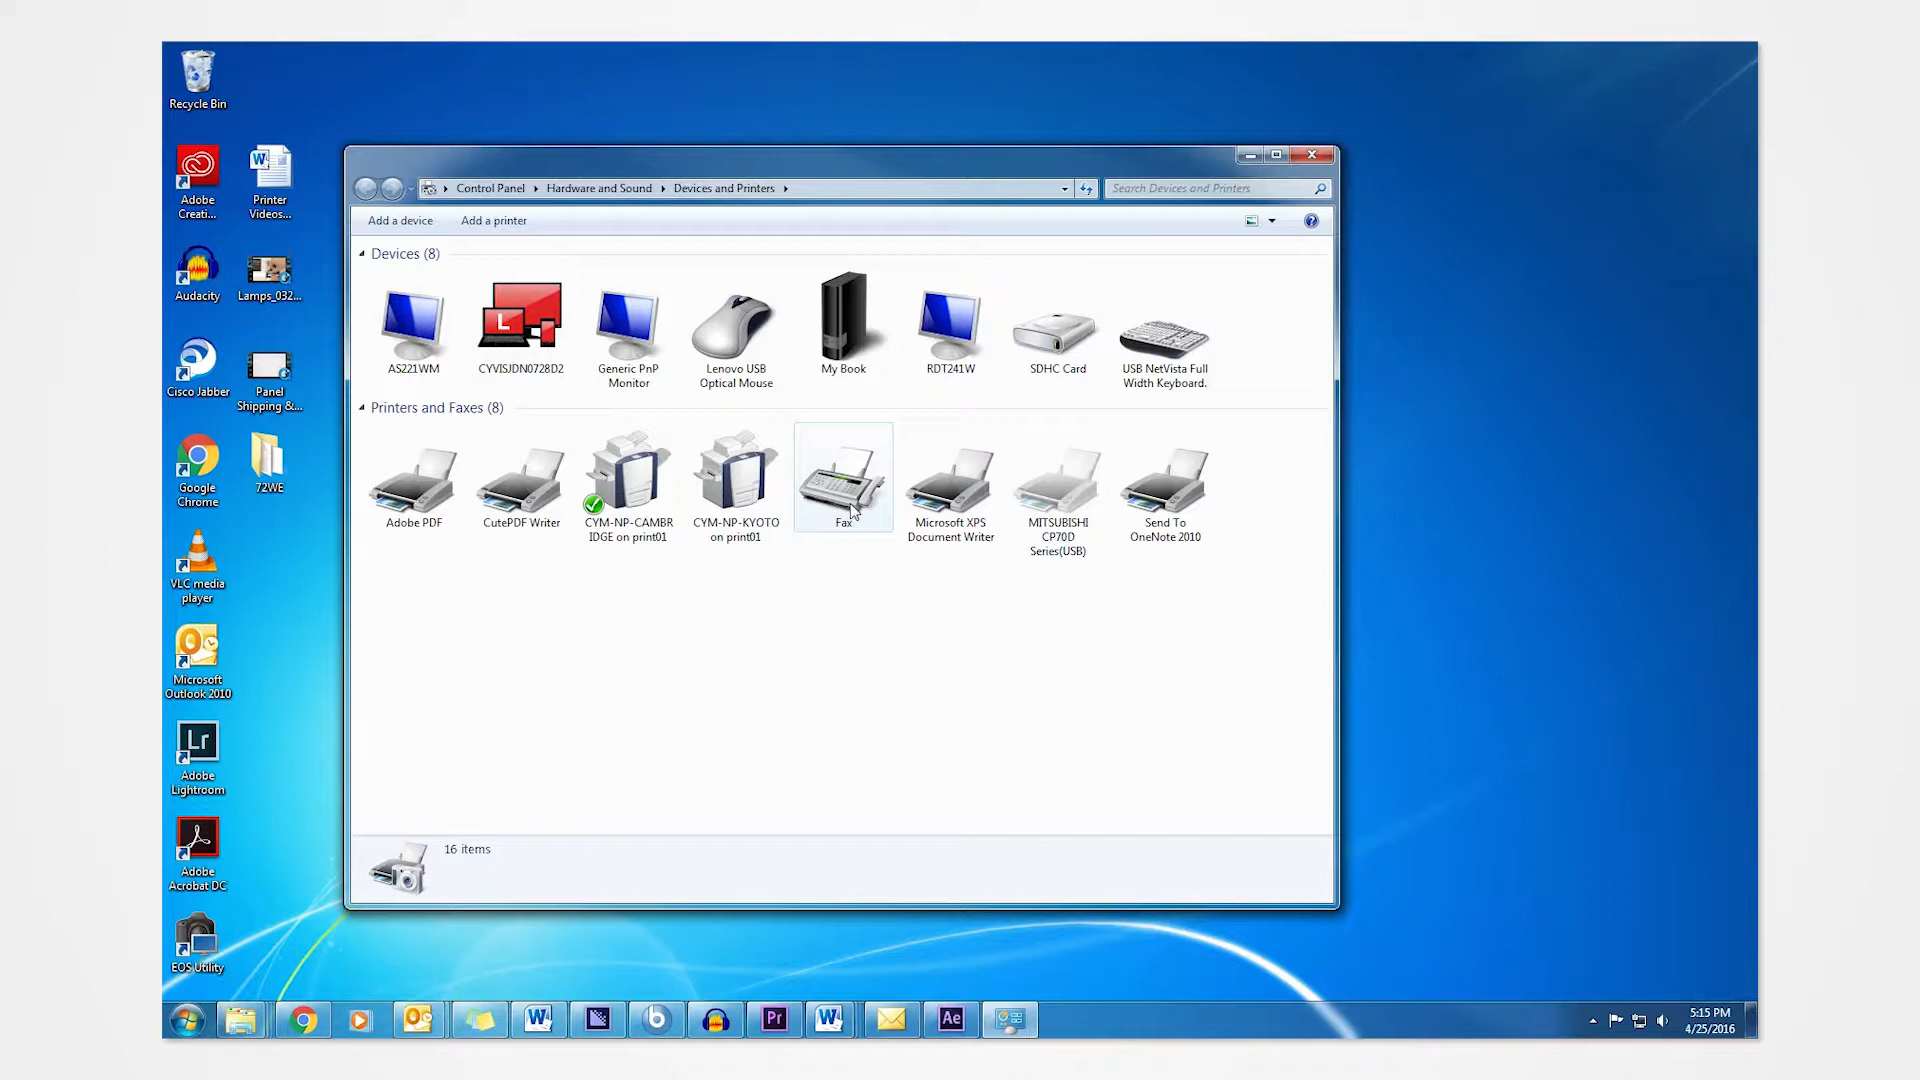 Recycle Bin
Adobe
Creati...
Printer
Videos...
Audacity
Lamps_032...
Cisco Jabber
Panel
Shipping &...
Google
Chrome
72WE
VLC media
player
Microsoft
Outlook 2010
Lr
Adobe
Lightroom
Adobe
Acrobat DC
EOS Utility
Control Panel
Hardware and Sound
Devices and Printers
Search Devices and Printers
Add a device
Add a printer
Devices (8)
L
AS221WM
CYVISJDN0728D2
Generic PnP
Monitor
Lenovo USB
Optical Mouse
My Book
RDT241W
SDHC Card
USB NetVista Full
Width Keyboard.
Printers and Faxes (8)
Adobe PDF
CutePDF Writer
CYM-NP-CAMBR
IDGE on print01
CYM-NP-KYOTO
on print01
Fax
Microsoft XPS
Document Writer
MITSUBISHI
CP70D
Series(USB)
Send To
OneNote 2010
16 items
W
b
Pr
W
Ae
5:15 PM
4/25/2016